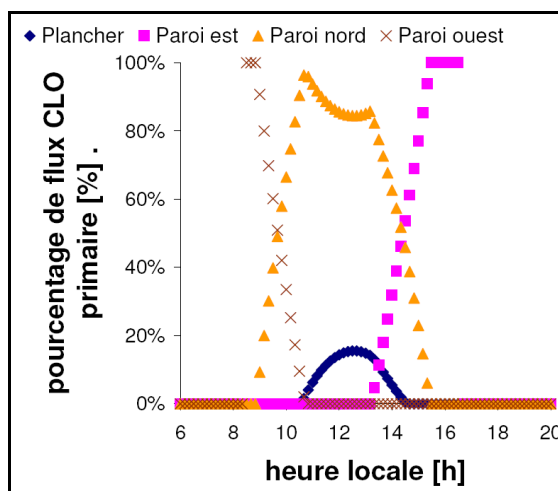 Plancher Paroi est Paroi nord Paroi ouest
pourcentage de flux CLO
primaire [%] .
100%
80%
60%
40%
20%
0%
6 8 10 12 14 16 18 20
heure locale [h]